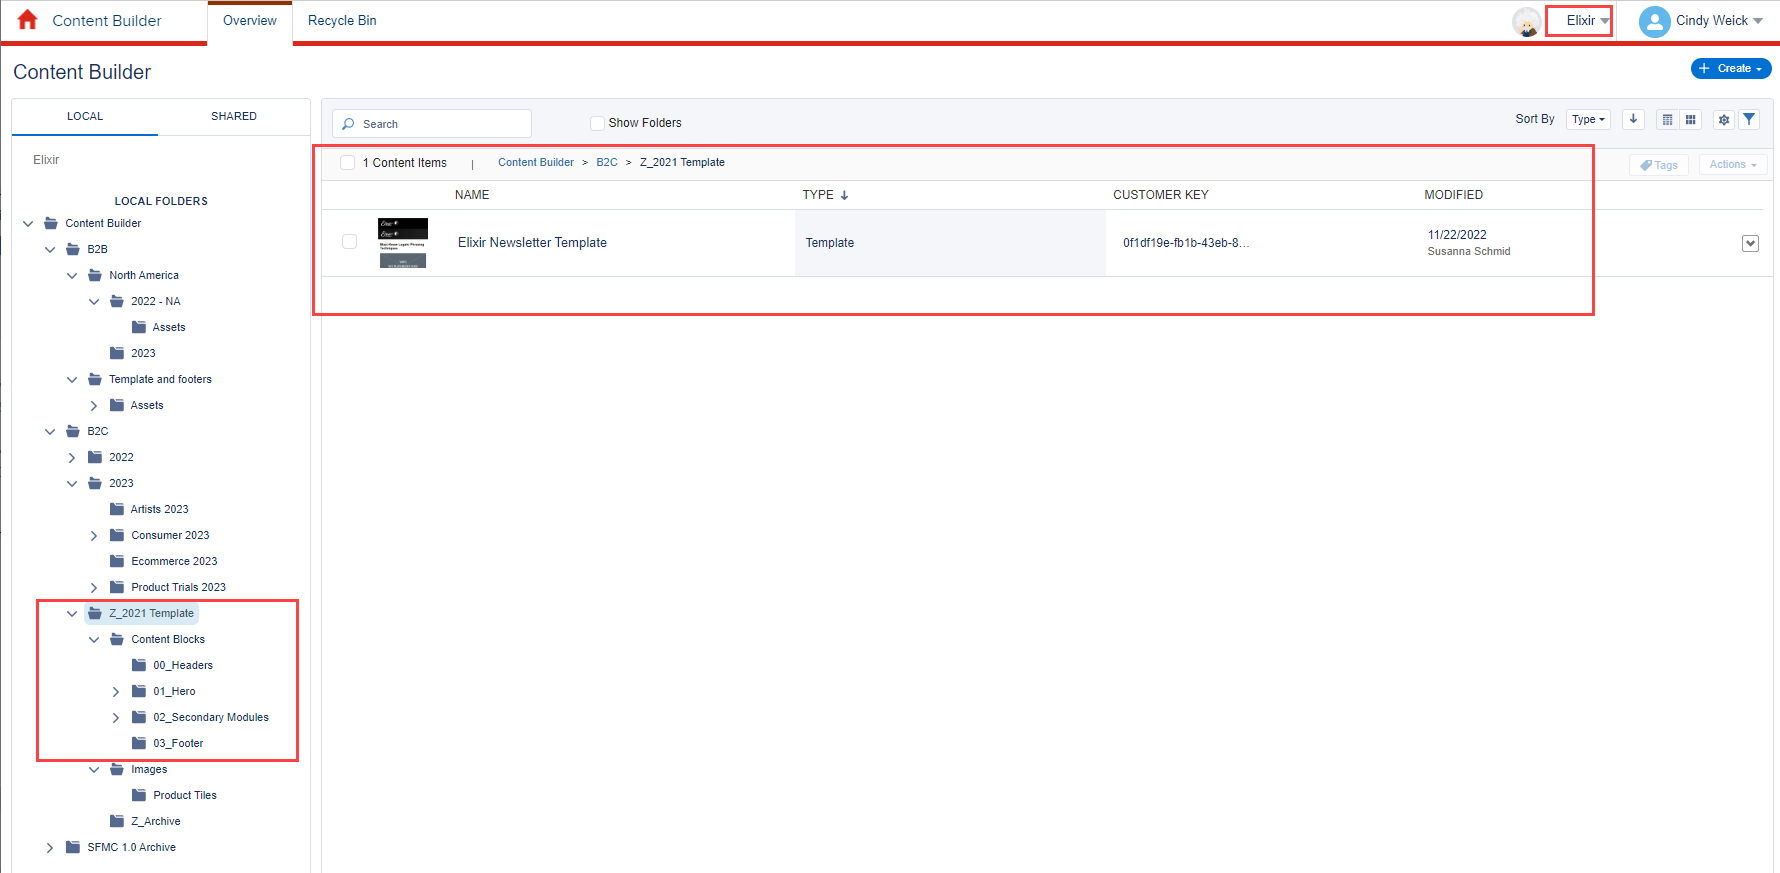 Content Builder
Overview
Recycle Bin
Elixir
Cindy Weick
Content Builder
Create
LOCAL
SHARED
Search
Show Folders
Sort By
Type
Elixir
1 Content Items | Content Builder > B2C > Z_2021 Template
Tags
Actions
NAME
TYPE
CUSTOMER KEY
MODIFIED
Elixir Newsletter Template
Template
0f1df19e-fb1b-43eb-8...
11/22/2022
Susanna Schmid
LOCAL FOLDERS
Content Builder
B2B
North America
2022 - NA
Assets
2023
Template and footers
Assets
B2C
2022
2023
Artists 2023
Consumer 2023
Ecommerce 2023
Product Trials 2023
Z_2021 Template
Content Blocks
00_Headers
01_Hero
02_Secondary Modules
03_Footer
Images
Product Tiles
Z_Archive
SFMC 1.0 Archive